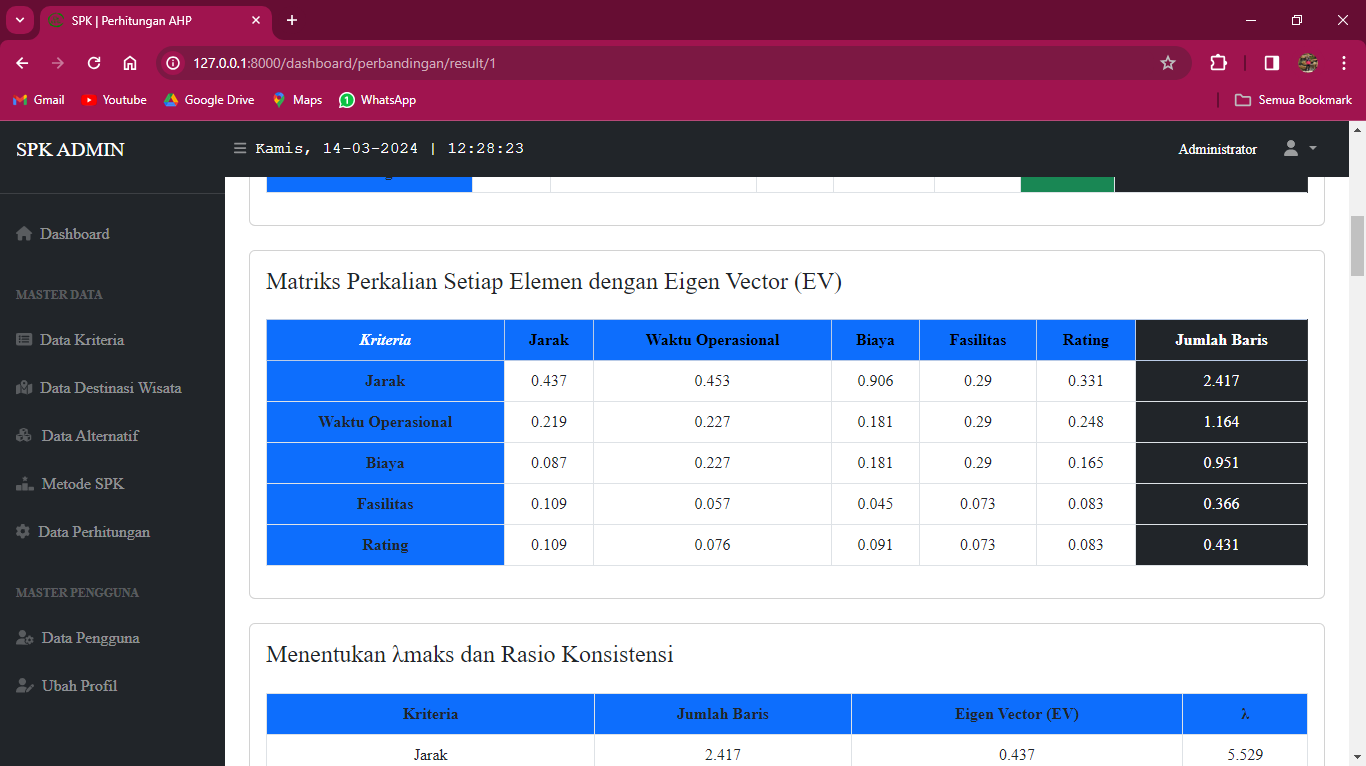 SPK | Perhitungan AHP
127.0.0.1:8000/dashboard/perbandingan/result/1
Gmail Youtube Google Drive Maps WhatsApp Semua Bookmark
SPK ADMIN
Kamis, 14-03-2024 | 12:28:23
Administrator
Dashboard
MASTER DATA
Data Kriteria
Data Destinasi Wisata
Data Alternatif
Metode SPK
Data Perhitungan
MASTER PENGGUNA
Data Pengguna
Ubah Profil
Matriks Perkalian Setiap Elemen dengan Eigen Vector (EV)
Kriteria Jarak Waktu Operasional Biaya Fasilitas Rating Jumlah Baris
Jarak 0.437 0.453 0.906 0.29 0.331 2.417
Waktu Operasional 0.219 0.227 0.181 0.29 0.248 1.164
Biaya 0.087 0.227 0.181 0.29 0.165 0.951
Fasilitas 0.109 0.057 0.045 0.073 0.083 0.366
Rating 0.109 0.076 0.091 0.073 0.083 0.431
Menentukan λmaks dan Rasio Konsistensi
Kriteria Jumlah Baris Eigen Vector (EV) λ
Jarak 2.417 0.437 5.529